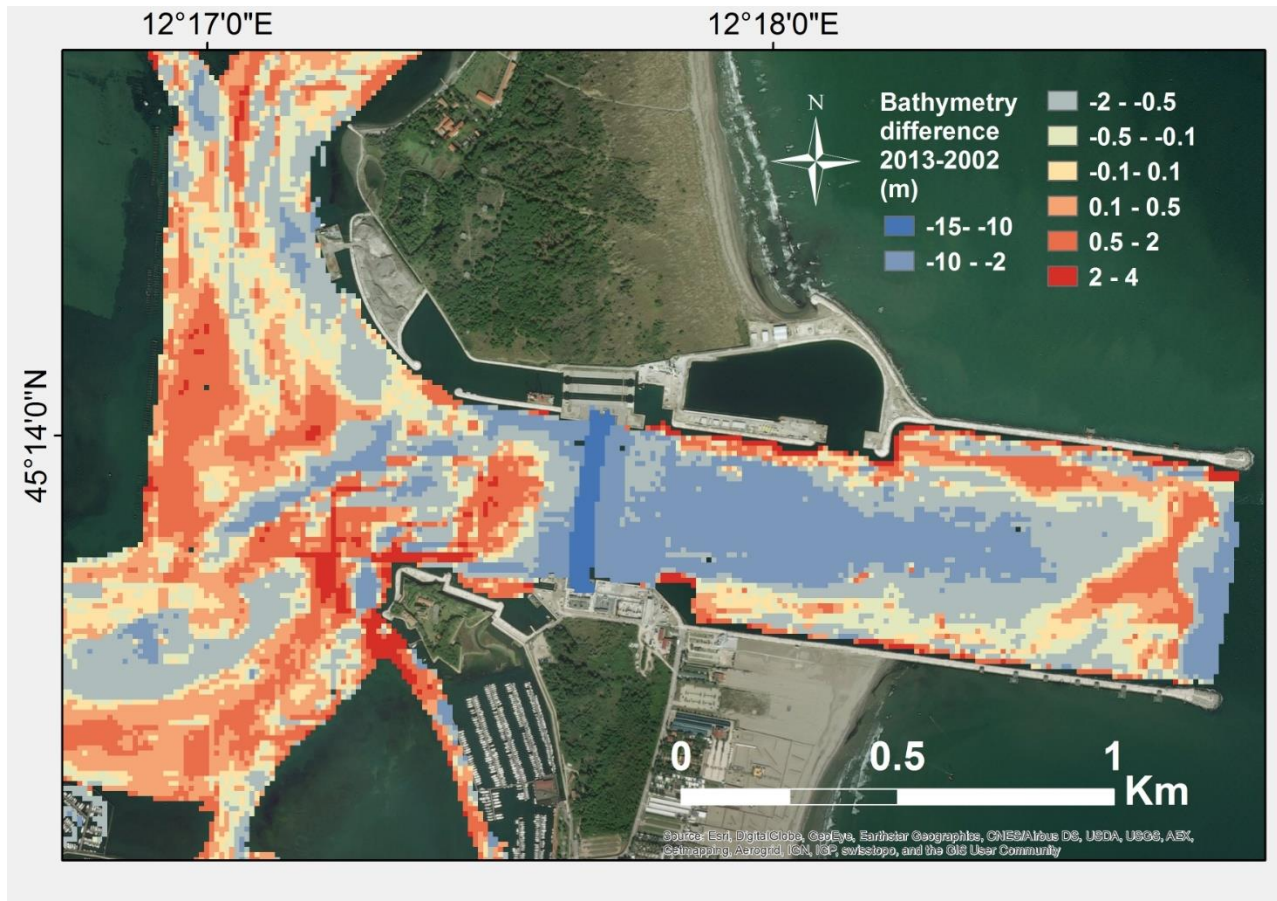 12°17'0"E 12°18'0"E
45°14'0"N
N
Bathymetry
difference
2013-2002
(m)
-15- -10
-10 - -2
-2 - -0.5
-0.5 - -0.1
-0.1- 0.1
0.1 - 0.5
0.5 - 2
2 - 4
0 0.5 1
Km
Source: Esri, DigitalGlobe, GeoEye, Earthstar Geographics, CNES/Airbus DS, USDA, USGS, AEX,
Getmapping, Aerogrid, IGN, IGP, swisstopo, and the GIS User Community